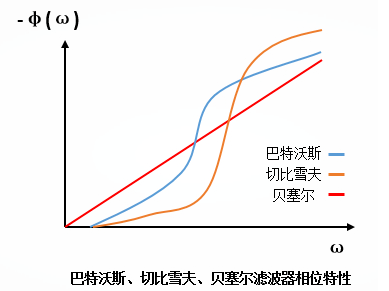 - ϕ ( ω )
巴特沃斯
切比雪夫
贝塞尔
ω
巴特沃斯、切比雪夫、贝塞尔滤波器相位特性